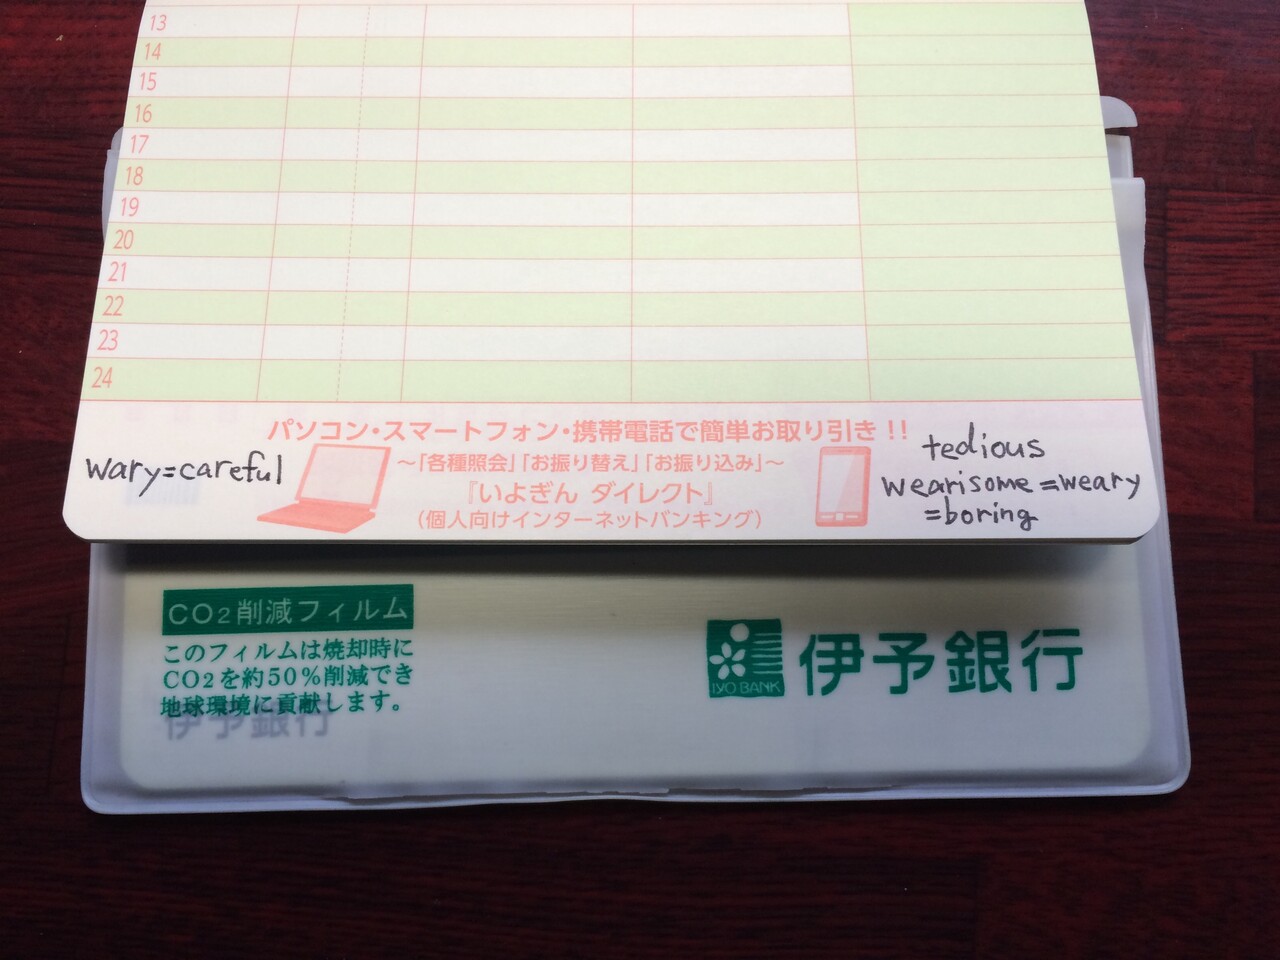 13
14
15
16
17
18
19
20
21
22
23
24
パソコン・スマートフォン・携帯電話で簡単お取り引き!!
～「各種照会」「お振り替え」「お振り込み」～
『いよぎん ダイレクト』
(個人向けインターネットバンキング)
wary=careful
tedious
wearisome=weary
=boring
CO2削減フィルム
このフィルムは焼却時に
CO2を約50%削減でき
地球環境に貢献します。
伊予銀行
IYO BANK
伊予銀行